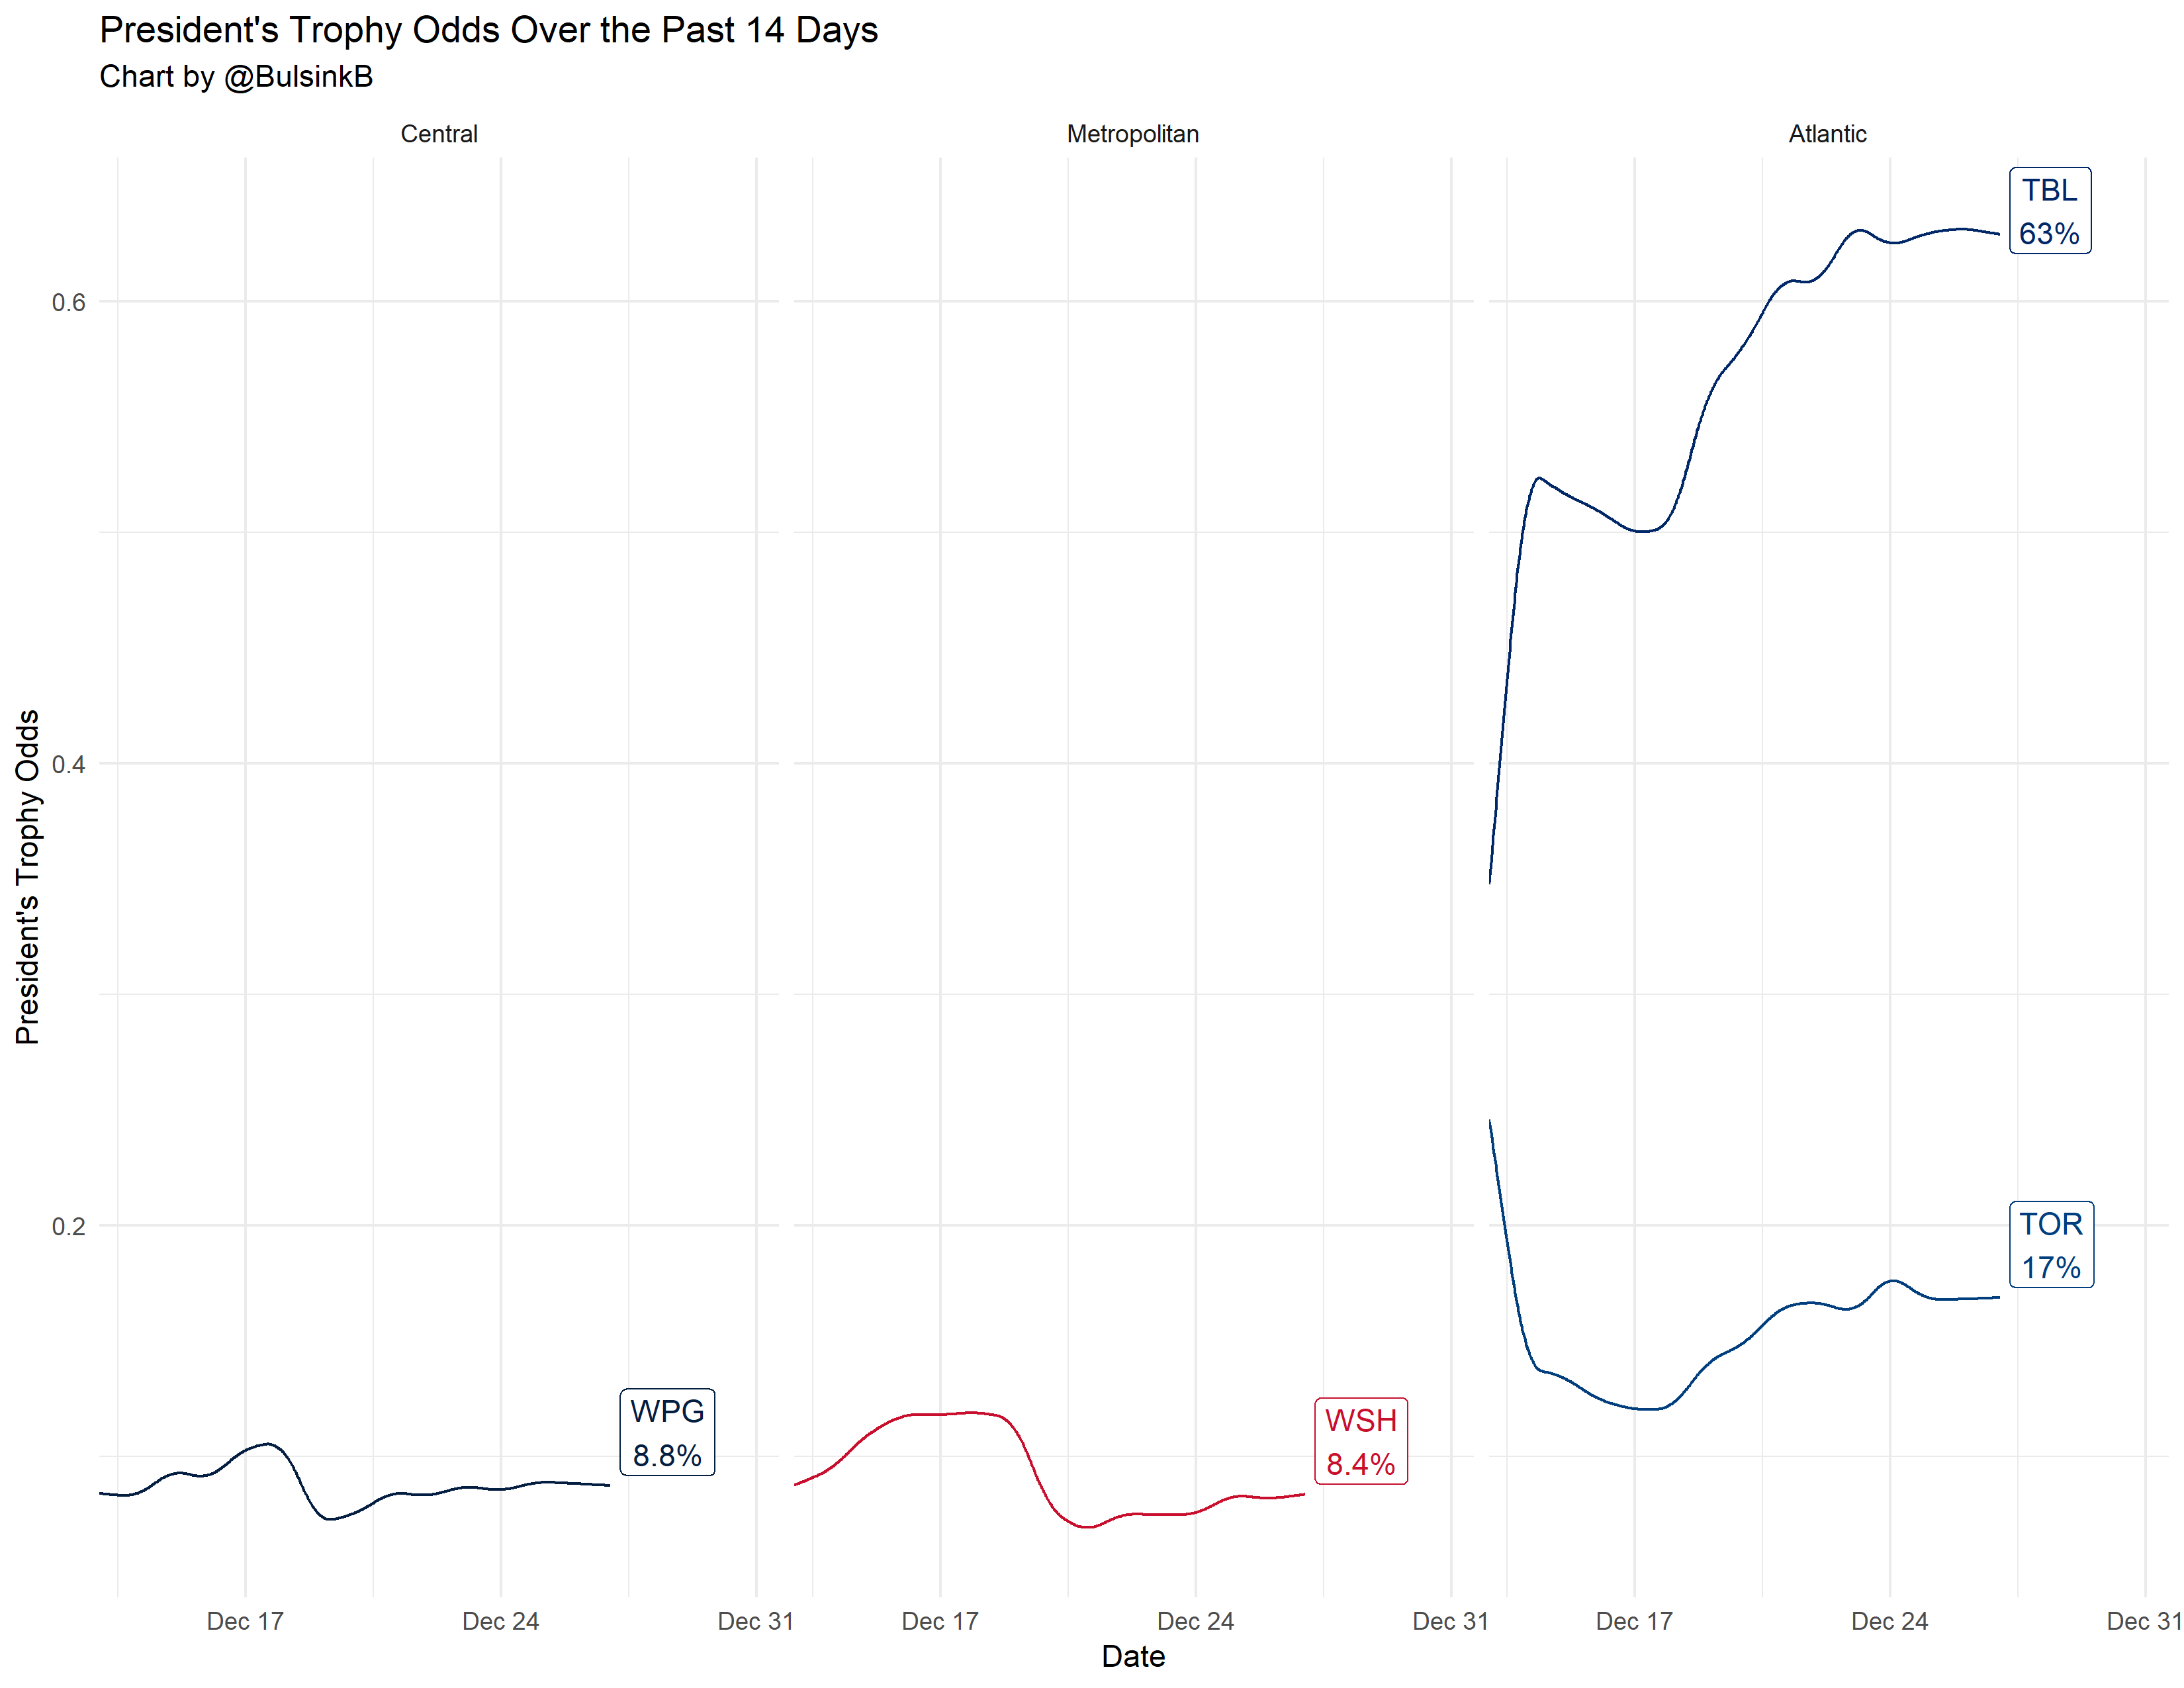 President's Trophy Odds Over the Past 14 Days
Chart by @BulsinkB
Central
Metropolitan
Atlantic
TBL
63%
0.6
0.4
President's Trophy Odds
0.2
TOR
17%
WPG
8.8%
WSH
8.4%
Dec 17
Dec 24
Dec 31
Dec 17
Dec 24
Dec 31
Dec 17
Dec 24
Dec 31
Date